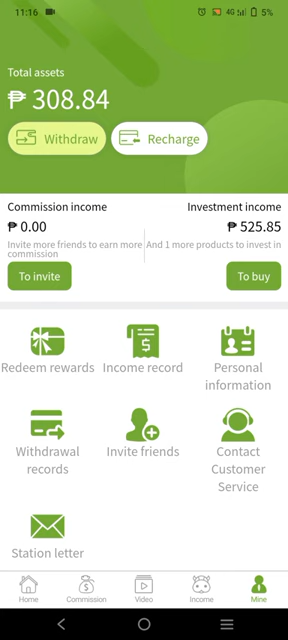 11:16
4G
5%
Total assets
₱ 308.84
Withdraw
Recharge
Commission income
Investment income
₱ 0.00
₱ 525.85
Invite more friends to earn more commission
And 1 more products to invest in
To invite
To buy
Redeem rewards
Income record
Personal information
Withdrawal records
Invite friends
Contact Customer Service
Station letter
Home
Commission
Video
Income
Mine